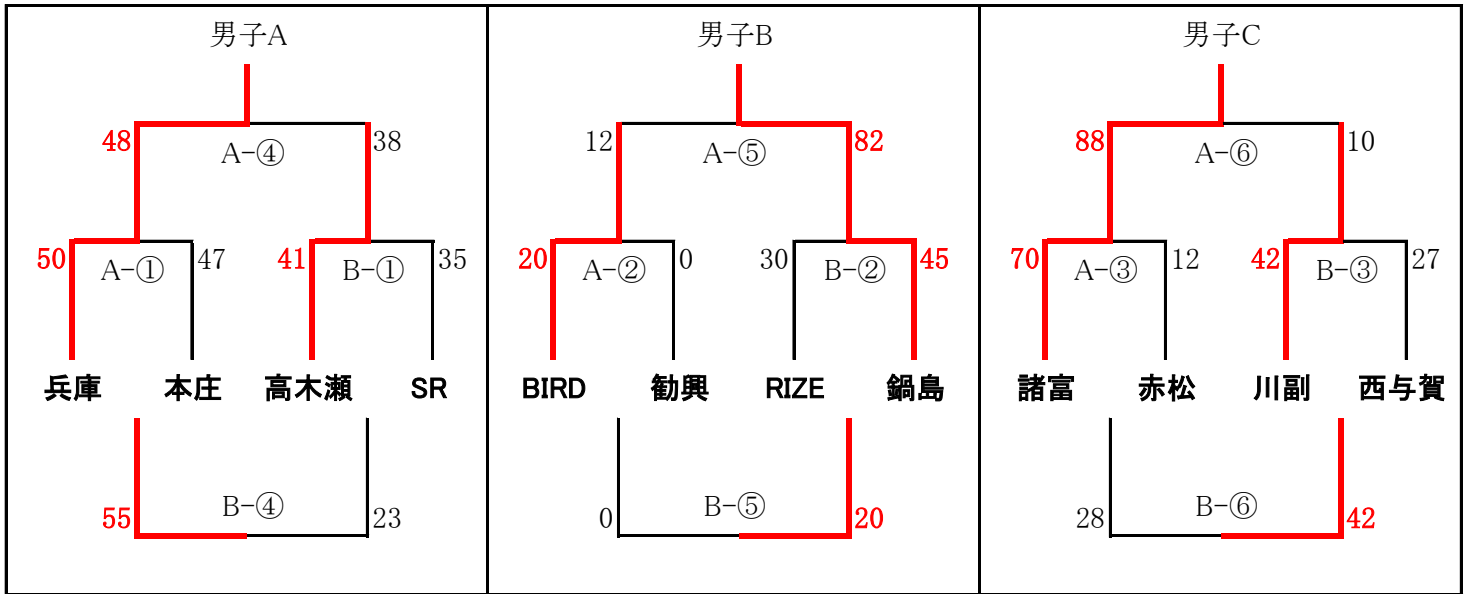 男子A
男子B
男子C
48 A-④ 38
12 A-⑤ 82
88 A-⑥ 10
50 A-① 47
41 B-① 35
20 A-② 0
30 B-② 45
70 A-③ 12
42 B-③ 27
兵庫 本庄 高木瀬 SR
BIRD 勧興 RIZE 鍋島
諸富 赤松 川副 西与賀
55 B-④ 23
0 B-⑤ 20
28 B-⑥ 42